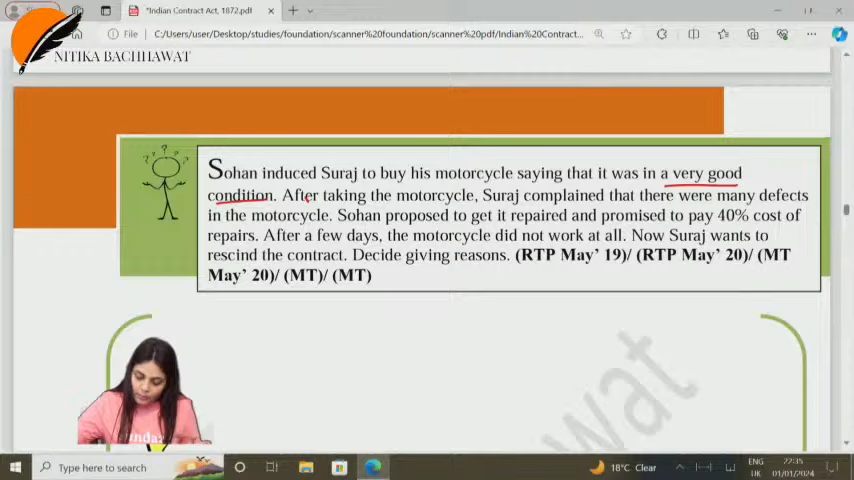 *Indian Contract Act, 1872.pdf
File
C:/Users/user/Desktop/studies/foundation/scanner%20foundation/scanner%20pdf/Indian%20Contract...
NITIKA BACHHAWAT
? ? ? ? ?
Sohan induced Suraj to buy his motorcycle saying that it was in a very good
condition. After taking the motorcycle, Suraj complained that there were many defects
in the motorcycle. Sohan proposed to get it repaired and promised to pay 40% cost of
repairs. After a few days, the motorcycle did not work at all. Now Suraj wants to
rescind the contract. Decide giving reasons. (RTP May' 19)/ (RTP May' 20)/ (MT
May' 20)/ (MT)/ (MT)
wat
Type here to search
18°C Clear
ENG
UK
22:35
01/01/2024